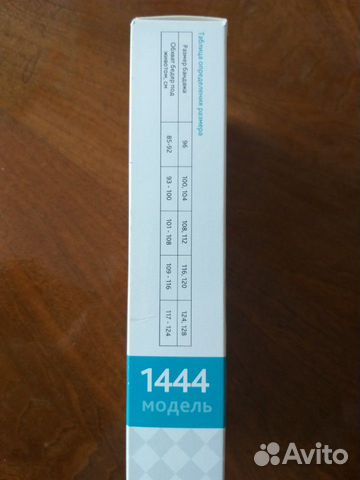 Таблица определения размера
Размер бандажа 96 100, 104 108, 112 116, 120 124, 128
Обхват бедер под
животом, см 85-92 93 - 100 101 - 108 109 - 116 117 - 124
1444
модель
Avito